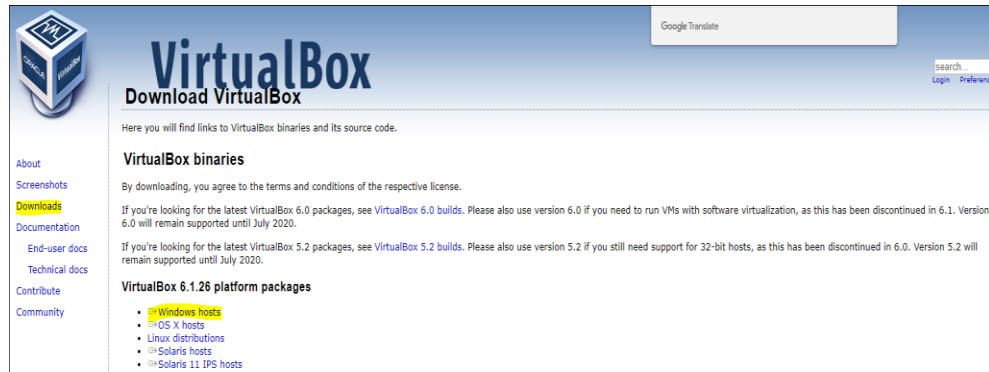 Google Translate
VirtualBox
search...
Login Preferenc
ORACLE
VirtualBox
Download VirtualBox
Here you will find links to VirtualBox binaries and its source code.
About
Screenshots
Downloads
Documentation
End-user docs
Technical docs
Contribute
Community
VirtualBox binaries
By downloading, you agree to the terms and conditions of the respective license.
If you're looking for the latest VirtualBox 6.0 packages, see VirtualBox 6.0 builds. Please also use version 6.0 if you need to run VMs with software virtualization, as this has been discontinued in 6.1. Version
6.0 will remain supported until July 2020.
If you're looking for the latest VirtualBox 5.2 packages, see VirtualBox 5.2 builds. Please also use version 5.2 if you still need support for 32-bit hosts, as this has been discontinued in 6.0. Version 5.2 will
remain supported until July 2020.
VirtualBox 6.1.26 platform packages
Windows hosts
OS X hosts
Linux distributions
Solaris hosts
Solaris 11 IPS hosts